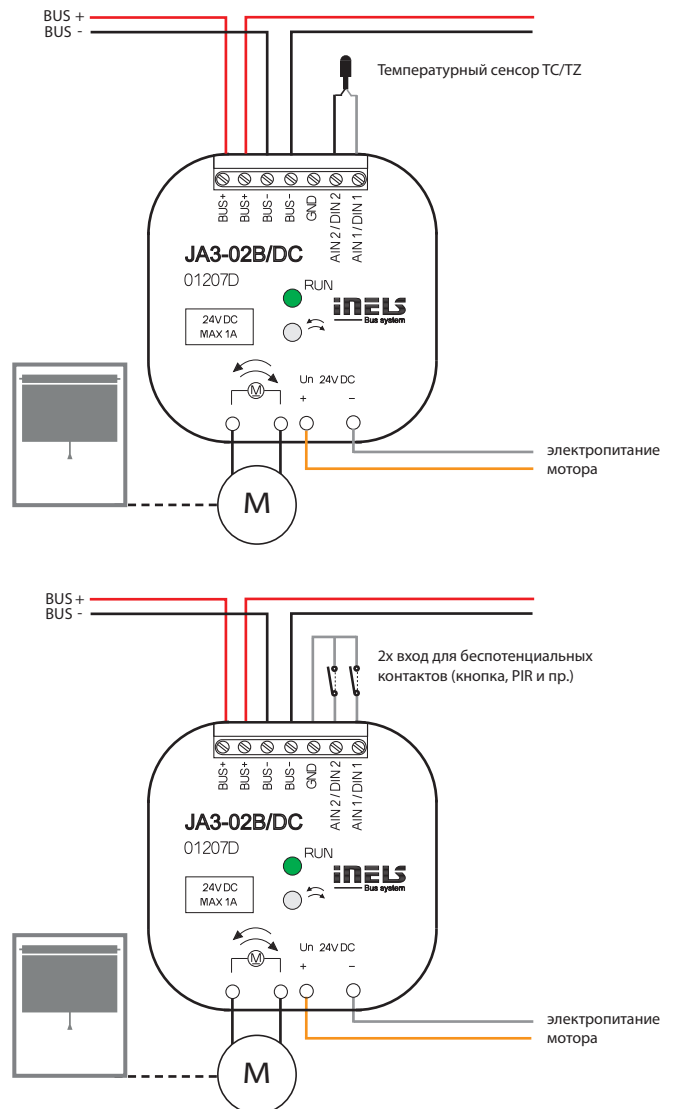 BUS +
BUS -
Температурный сенсор TC/TZ
BUS+
BUS+
BUS-
BUS-
GND
AIN 2 / DIN 2
AIN 1 / DIN 1
JA3-02B/DC
01207D
RUN
iNELS
Bus system
24V DC
MAX 1A
M
Un 24V DC
+ -
M
электропитание
мотора
BUS +
BUS -
2x вход для беспотенциальных
контактов (кнопка, PIR и пр.)
BUS+
BUS+
BUS-
BUS-
GND
AIN 2 / DIN 2
AIN 1 / DIN 1
JA3-02B/DC
01207D
RUN
iNELS
Bus system
24V DC
MAX 1A
M
Un 24V DC
+ -
M
электропитание
мотора